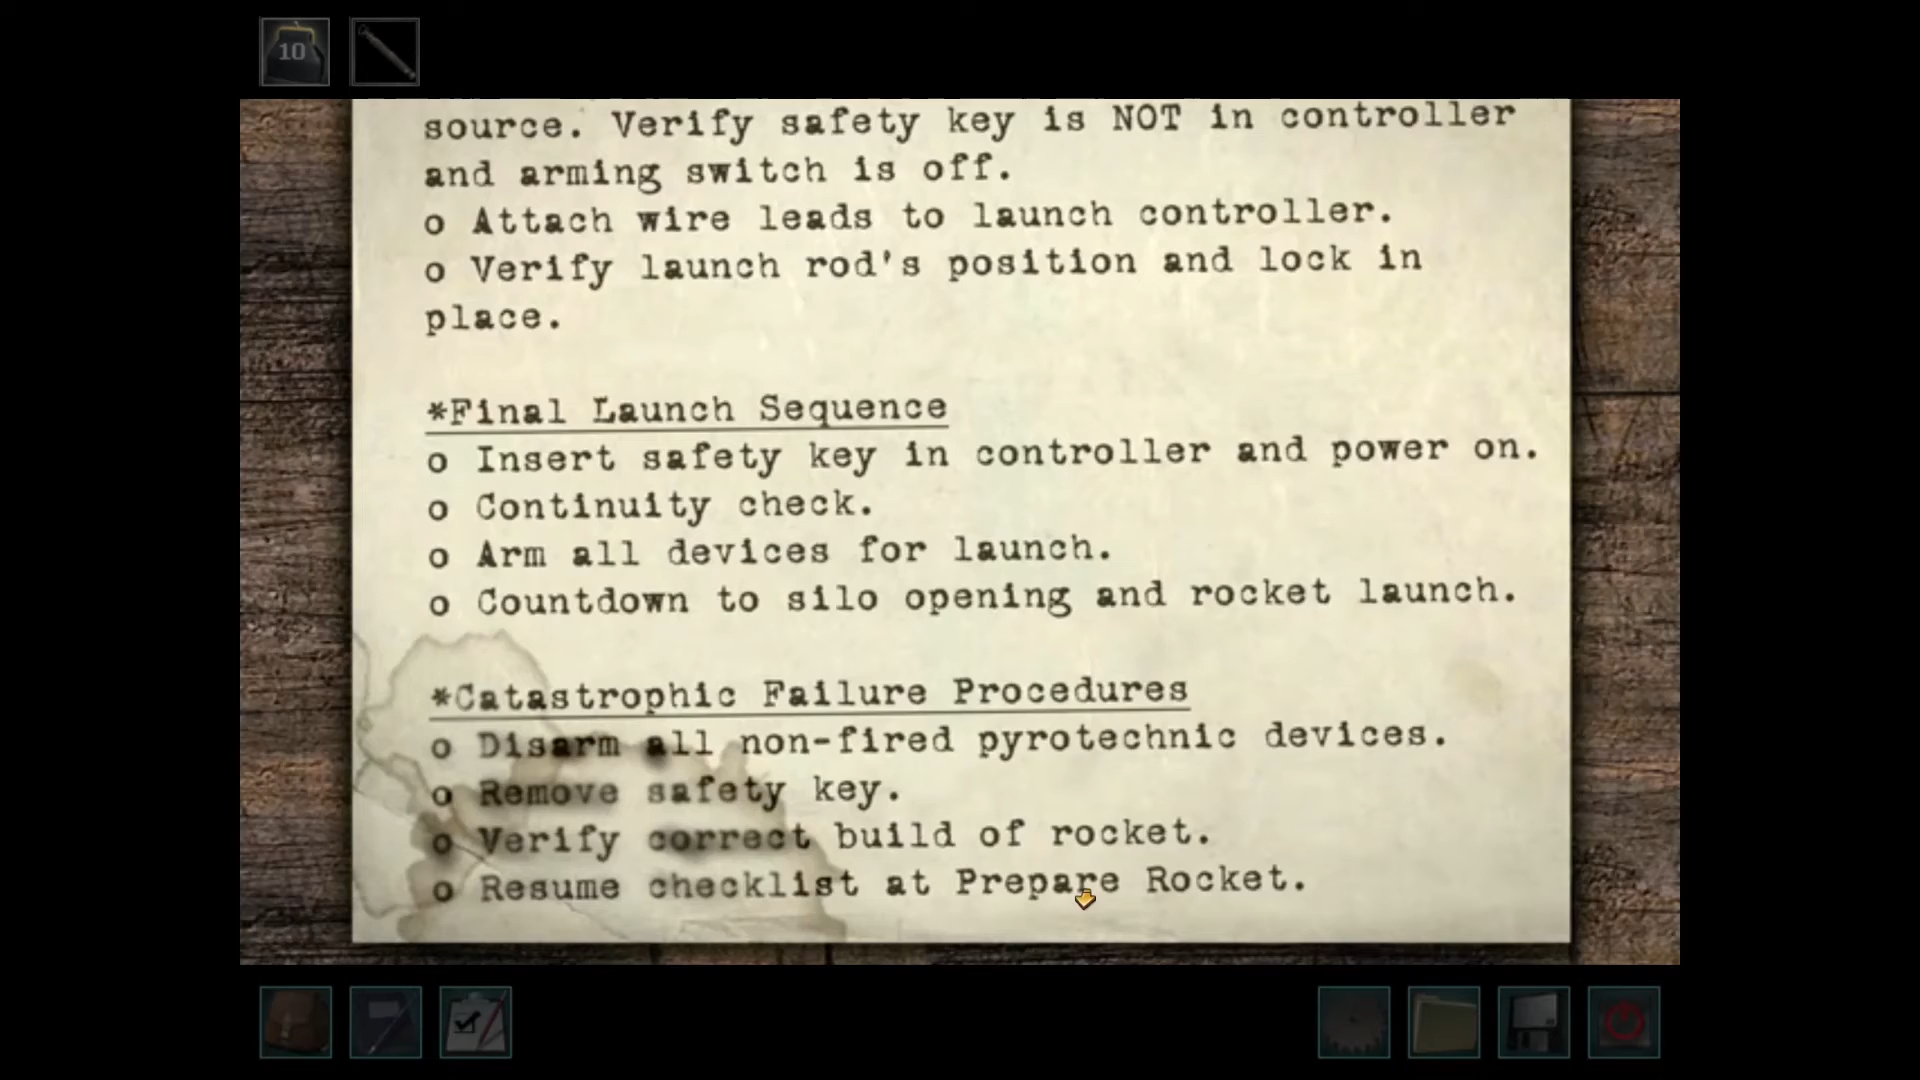 10
source. Verify safety key is NOT in controller
and arming switch is off.
o Attach wire leads to launch controller.
o Verify launch rod's position and lock in
place.
*Final Launch Sequence
o Insert safety key in controller and power on.
o Continuity check.
o Arm all devices for launch.
o Countdown to silo opening and rocket launch.
*Catastrophic Failure Procedures
o Disarm all non-fired pyrotechnic devices.
o Remove safety key.
o Verify correct build of rocket.
o Resume checklist at Prepare Rocket.